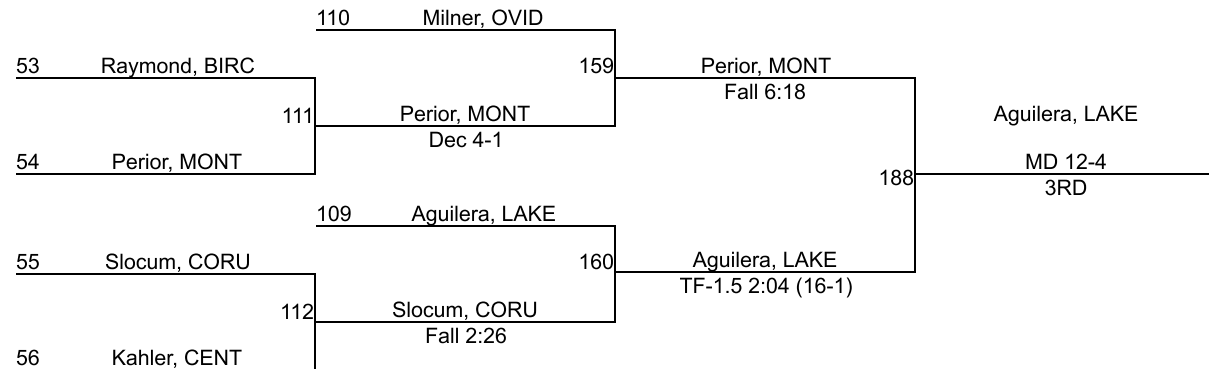 110 Milner, OVID
53 Raymond, BIRC
159 Perior, MONT
Fall 6:18
111 Perior, MONT
Dec 4-1
Aguilera, LAKE
54 Perior, MONT
MD 12-4
188
3RD
109 Aguilera, LAKE
55 Slocum, CORU
160 Aguilera, LAKE
TF-1.5 2:04 (16-1)
112 Slocum, CORU
Fall 2:26
56 Kahler, CENT